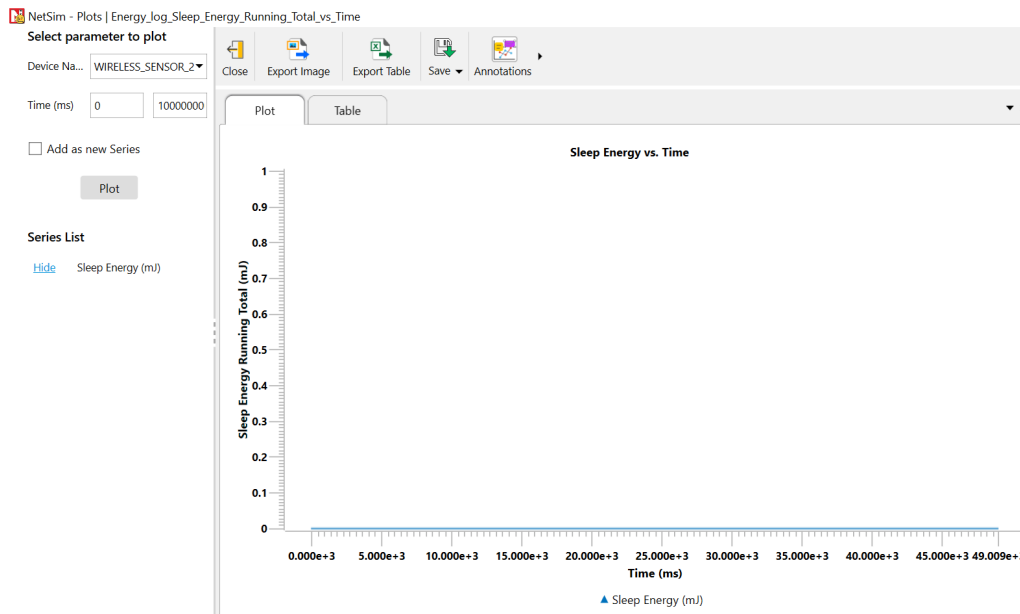 NetSim - Plots | Energy_log_Sleep_Energy_Running_Total_vs_Time
Select parameter to plot
Device Na... WIRELESS_SENSOR_2
Time (ms) 0 10000000
Add as new Series
Plot
Series List
Hide Sleep Energy (mJ)
Close Export Image Export Table Save Annotations
Plot Table
Sleep Energy vs. Time
Sleep Energy Running Total (mJ)
1
0.9
0.8
0.7
0.6
0.5
0.4
0.3
0.2
0.1
0
0.000e+3 5.000e+3 10.000e+3 15.000e+3 20.000e+3 25.000e+3 30.000e+3 35.000e+3 40.000e+3 45.000e+3 49.009e+
Time (ms)
Sleep Energy (mJ)